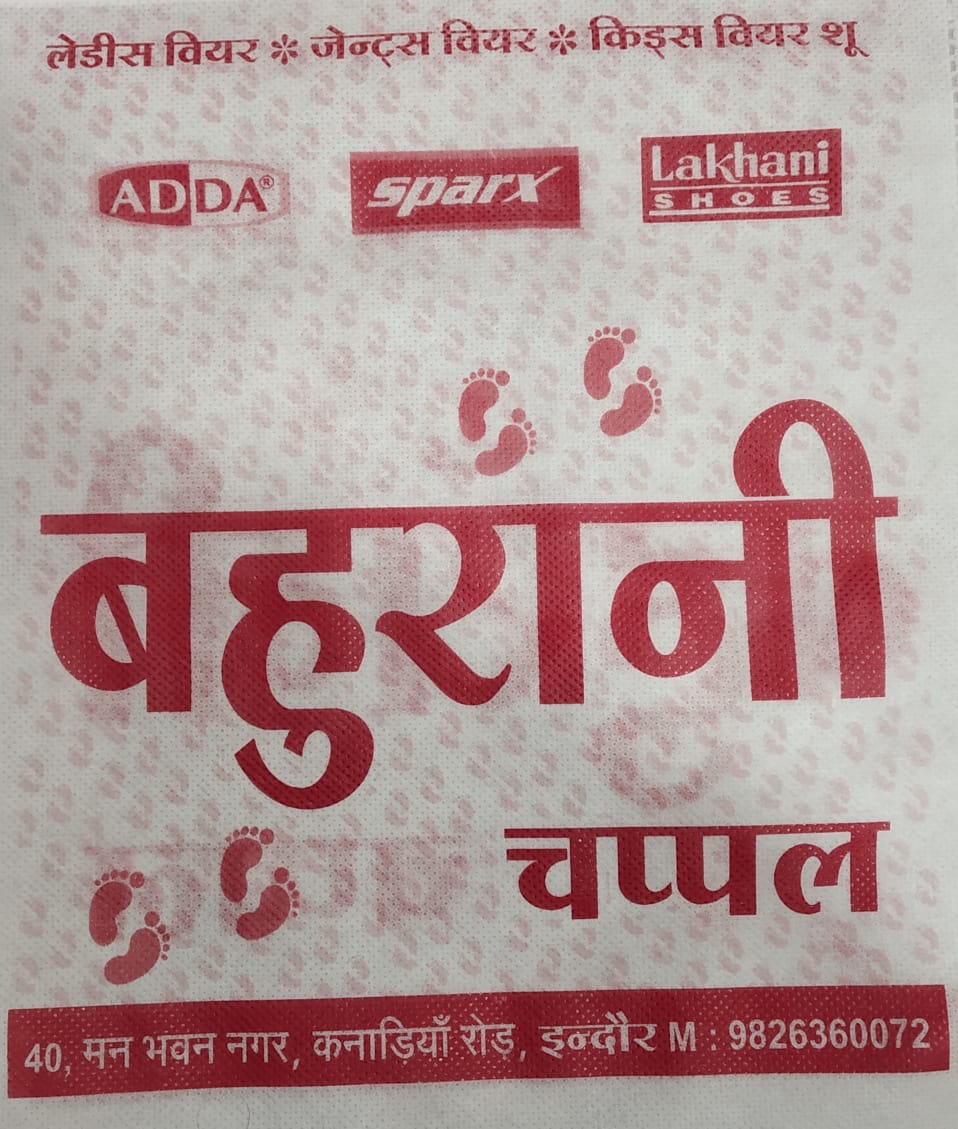 लेडीस वियर * जेन्ट्स वियर * किड्स वियर शू
ADDA® sparx Lakhani
SHOES
बहुरानी
चप्पल
40, मन भवन नगर, कनाड़ियाँ रोड़, इन्दौर M : 9826360072